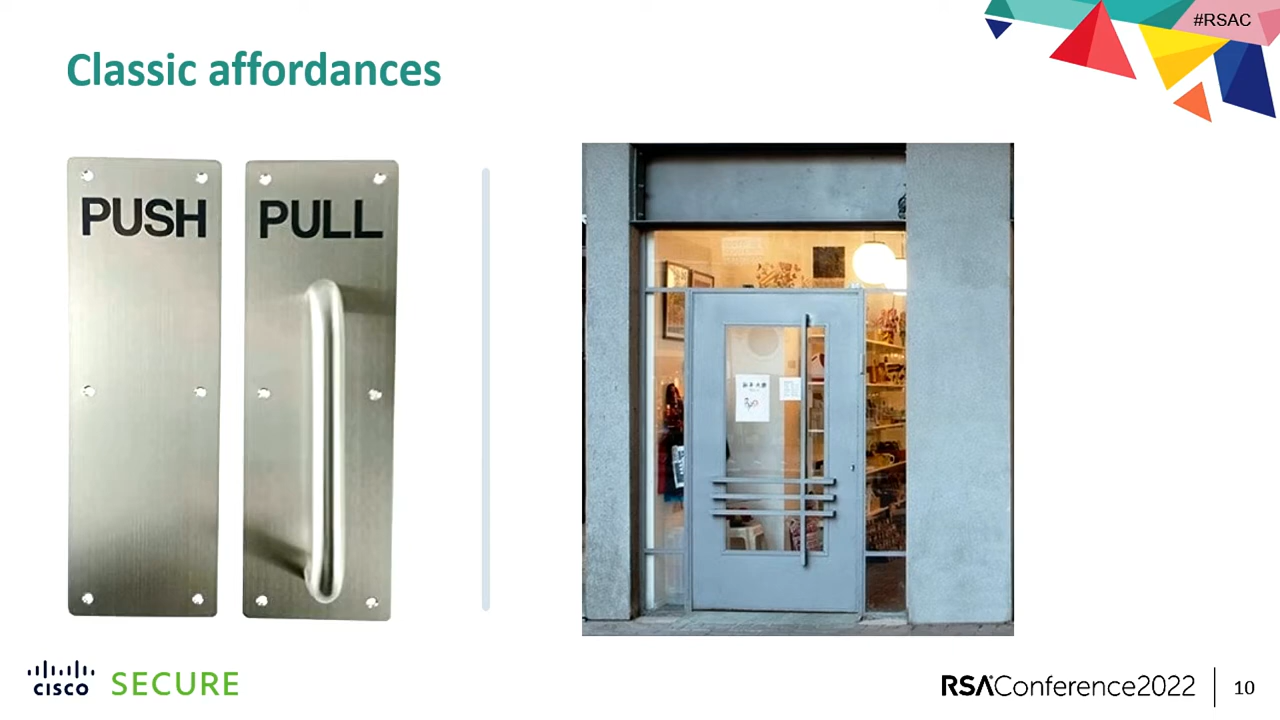 #RSAC
Classic affordances
PUSH
PULL
CISCO
SECURE
RSAConference2022
10